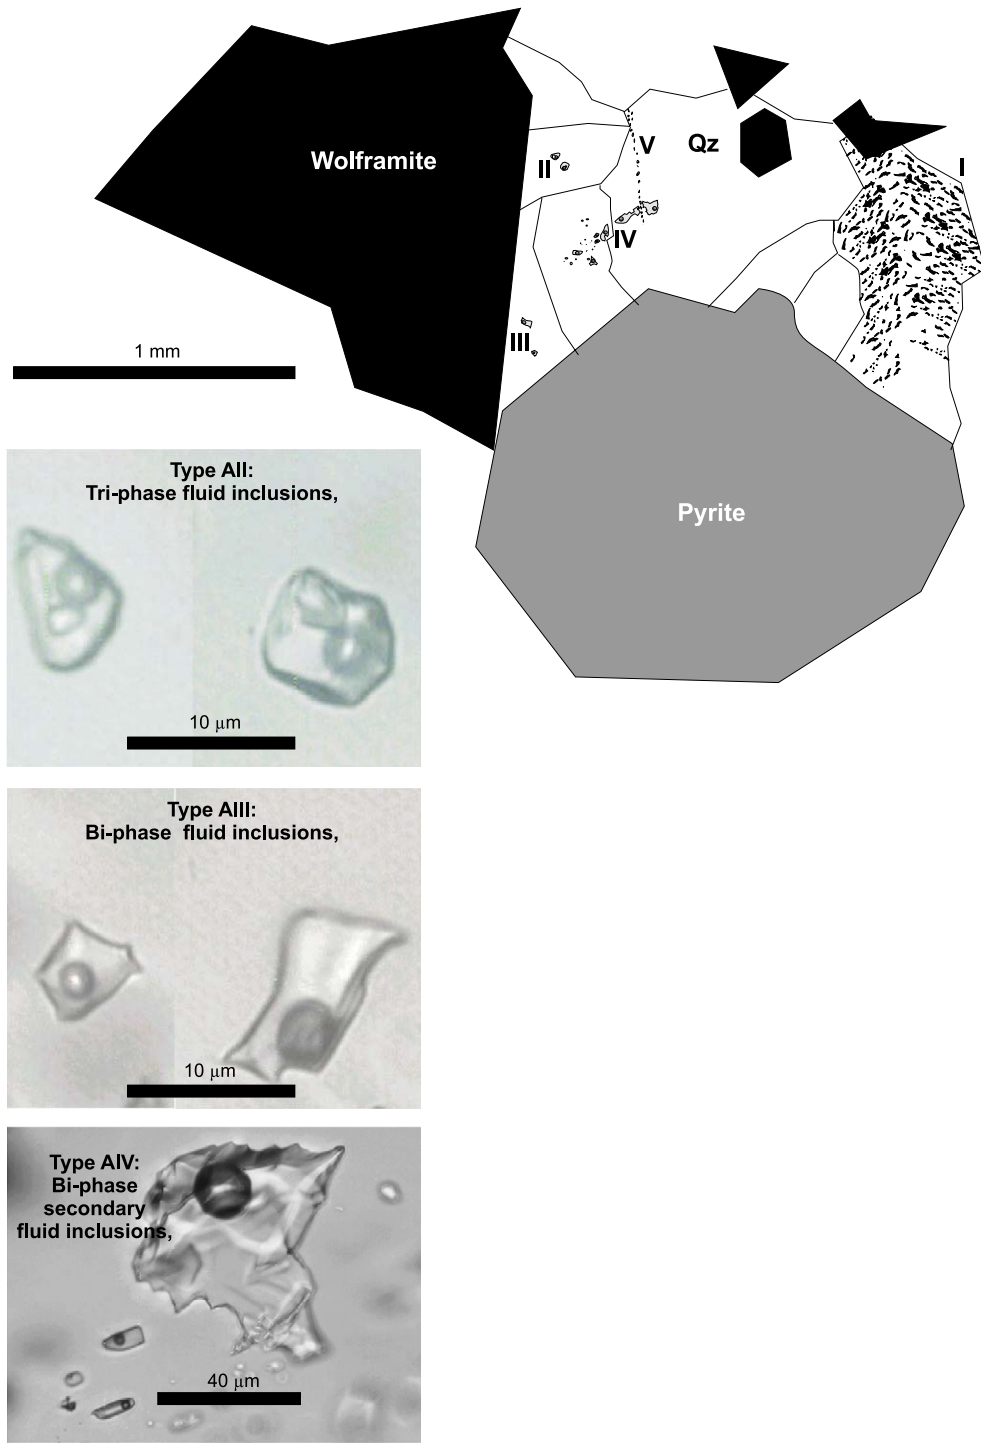 Wolframite
V
Qz
I
II
IV
III
1 mm
Pyrite
Type AII:
Tri-phase fluid inclusions,
10 μm
Type AIII:
Bi-phase fluid inclusions,
10 μm
Type AIV:
Bi-phase
secondary
fluid inclusions,
40 μm